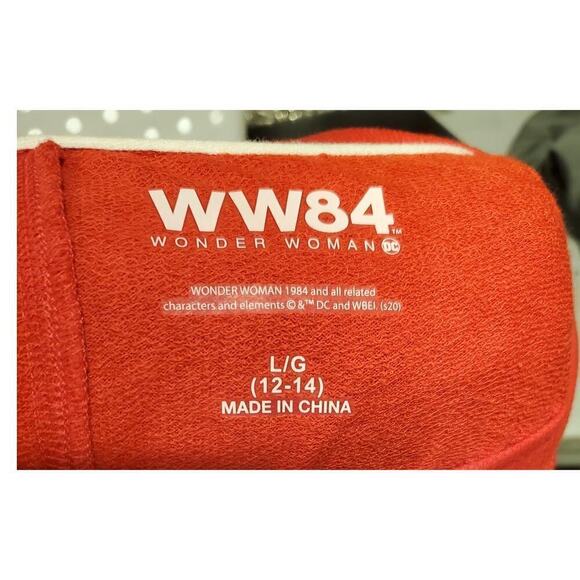 WW84™
WONDER WOMAN DC
WONDER WOMAN 1984 and all related
characters and elements © &™ DC and WBEI. (s20)
L/G
(12-14)
MADE IN CHINA